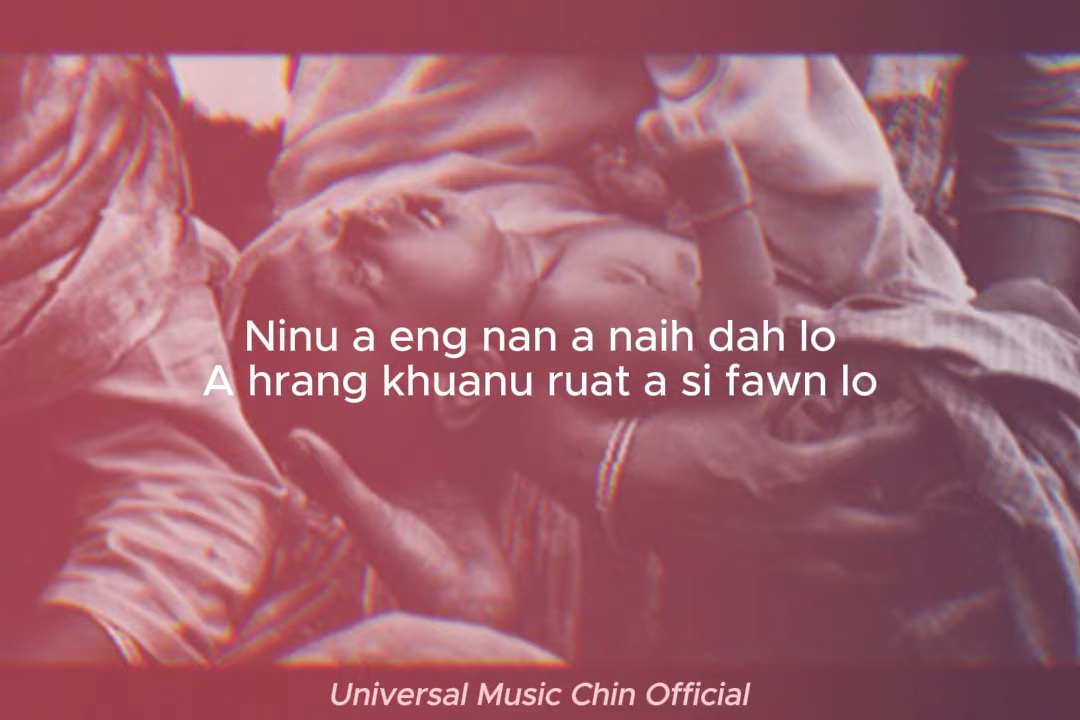 Ninu a eng nan a naih dah lo
A hrang khuanu ruat a si fawn lo
Universal Music Chin Official